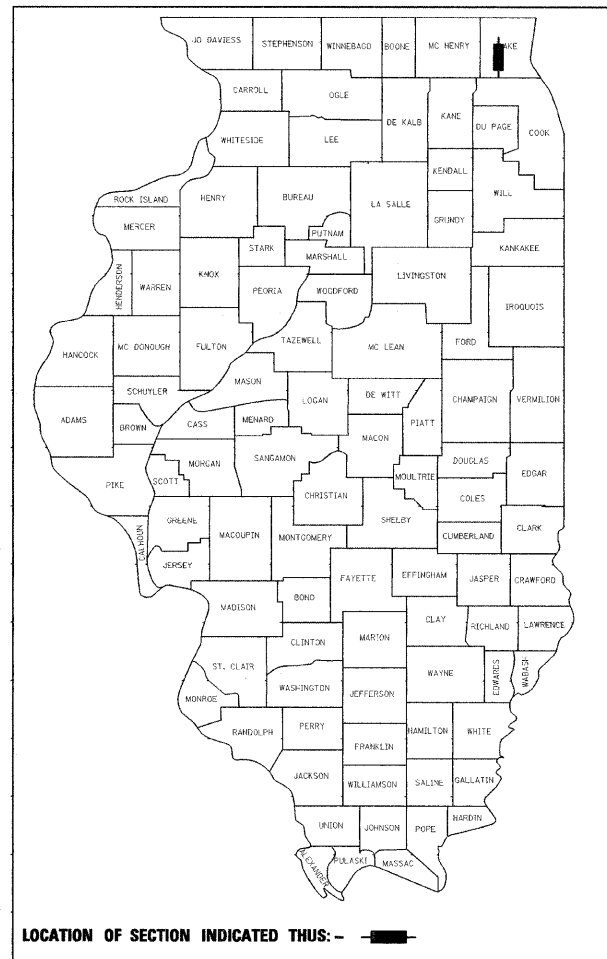 JO DAVIESS STEPHENSON WINNEBAGO BOONE MC HENRY AKE
CARROLL OGLE DE KALB KANE DU PAGE COOK
WHITESIDE LEE
KENDALL WILL
ROCK ISLAND HENRY BUREAU LA SALLE GRUNDY
MERCER PUTNAM KANKAKEE
STARK MARSHALL
HENDERSON WARREN KNOX PEORIA WOODFORD LIVINGSTON IROQUOIS
HANCOCK MC DONOUGH FULTON TAZEWELL MC LEAN FORD
MASON
SCHUYLER LOGAN DE WITT CHAMPAIGN VERMILION
ADAMS BROWN CASS MENARD MACON PIATT
MORGAN SANGAMON DOUGLAS EDGAR
PIKE SCOTT CHRISTIAN MOULTRIE COLES
GREENE SHELBY CLARK
CALHOUN MACOUPIN MONTGOMERY CUMBERLAND
JERSEY FAYETTE EFFINGHAM JASPER CRAWFORD
MADISON BOND
CLAY RICHLAND LAWRENCE
CLINTON MARION
ST. CLAIR WAYNE EDWARDS WABASH
WASHINGTON JEFFERSON
MONROE
RANDOLPH PERRY HAMILTON WHITE
FRANKLIN
JACKSON WILLIAMSON SALINE GALLATIN
UNION JOHNSON POPE HARDIN
ALEXANDER PULASKI MASSAC
LOCATION OF SECTION INDICATED THUS: -